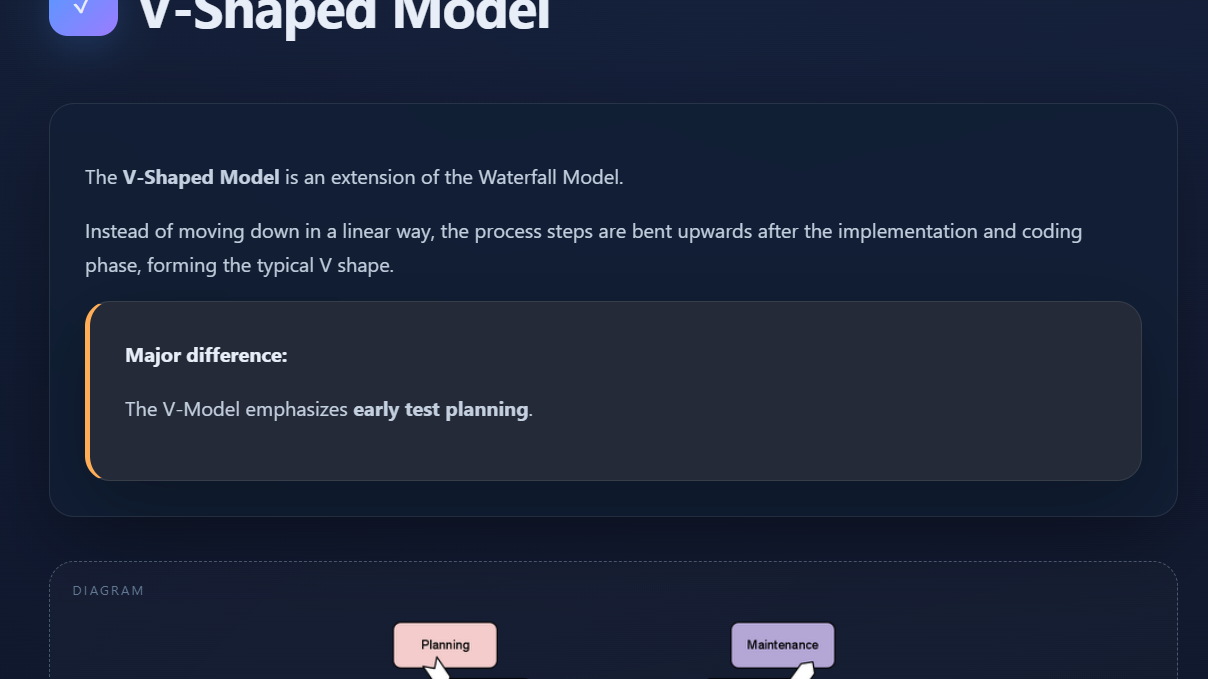 V-Shaped Model
The V-Shaped Model is an extension of the Waterfall Model.
Instead of moving down in a linear way, the process steps are bent upwards after the implementation and coding
phase, forming the typical V shape.
Major difference:
The V-Model emphasizes early test planning.
DIAGRAM
Planning
Maintenance